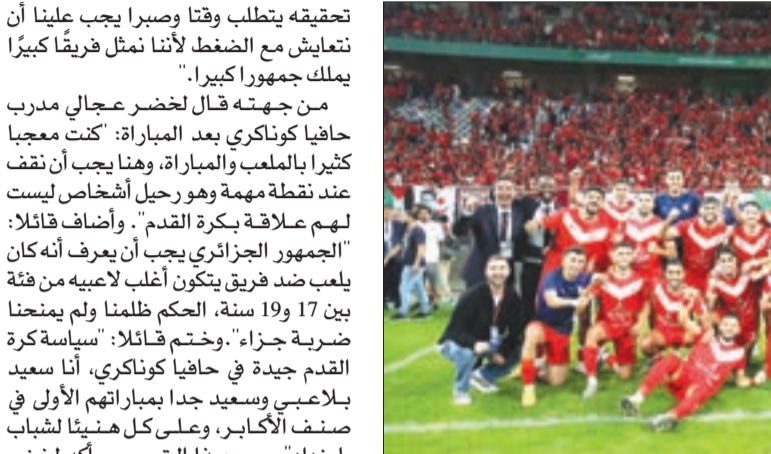 تحقيقه يتطلب وقتا وصبرا يجب علينا أن
نتعايش مع الضغط لأننا نمثل فريقًا كبيرًا
يملك جمهورا كبيرا."
من جهته قال لخضر عجالي مدرب
حافيا كوناكري بعد المباراة: "كنت معجبا
كثيرا بالملعب والمباراة، وهنا يجب أن نقف
عند نقطة مهمة وهو رحيل أشخاص ليست
لهم علاقة بكرة القدم". وأضاف قائلا:
"الجمهور الجزائري يجب أن يعرف أنه كان
يلعب ضد فريق يتكون أغلب لاعبيه من فئة
بين 17 و19 سنة، الحكم ظلمنا ولم يمنحنا
ضربة جزاء". وختم قائلا: "سياسة كرة
القدم جيدة في حافيا كوناكري، أنا سعيد
بلاعبي وسعيد جدا بمباراتهم الأولى في
صنف الأكابر، وعلى كل هنيئا لشباب